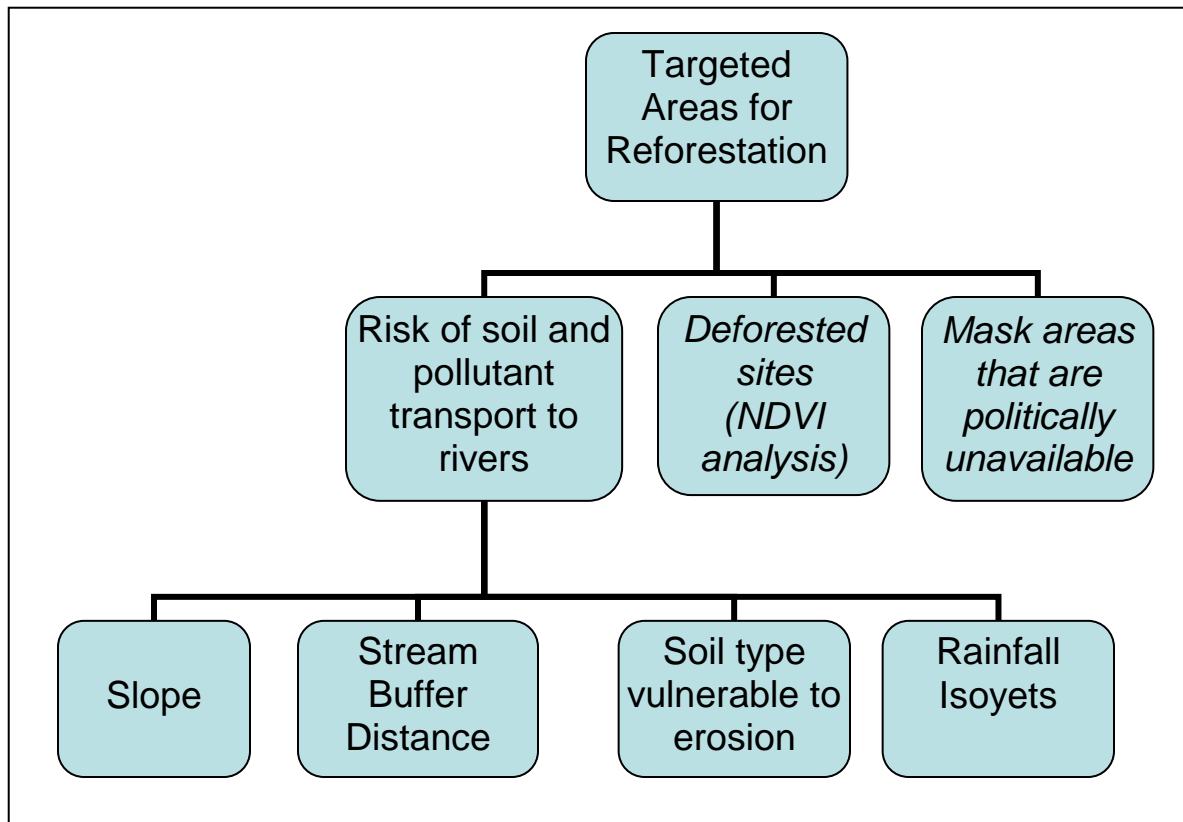 Targeted
Areas for
Reforestation
Risk of soil and
pollutant
transport to
rivers
Deforested
sites
(NDVI
analysis)
Mask areas
that are
politically
unavailable
Slope
Stream
Buffer
Distance
Soil type
vulnerable to
erosion
Rainfall
Isoyets